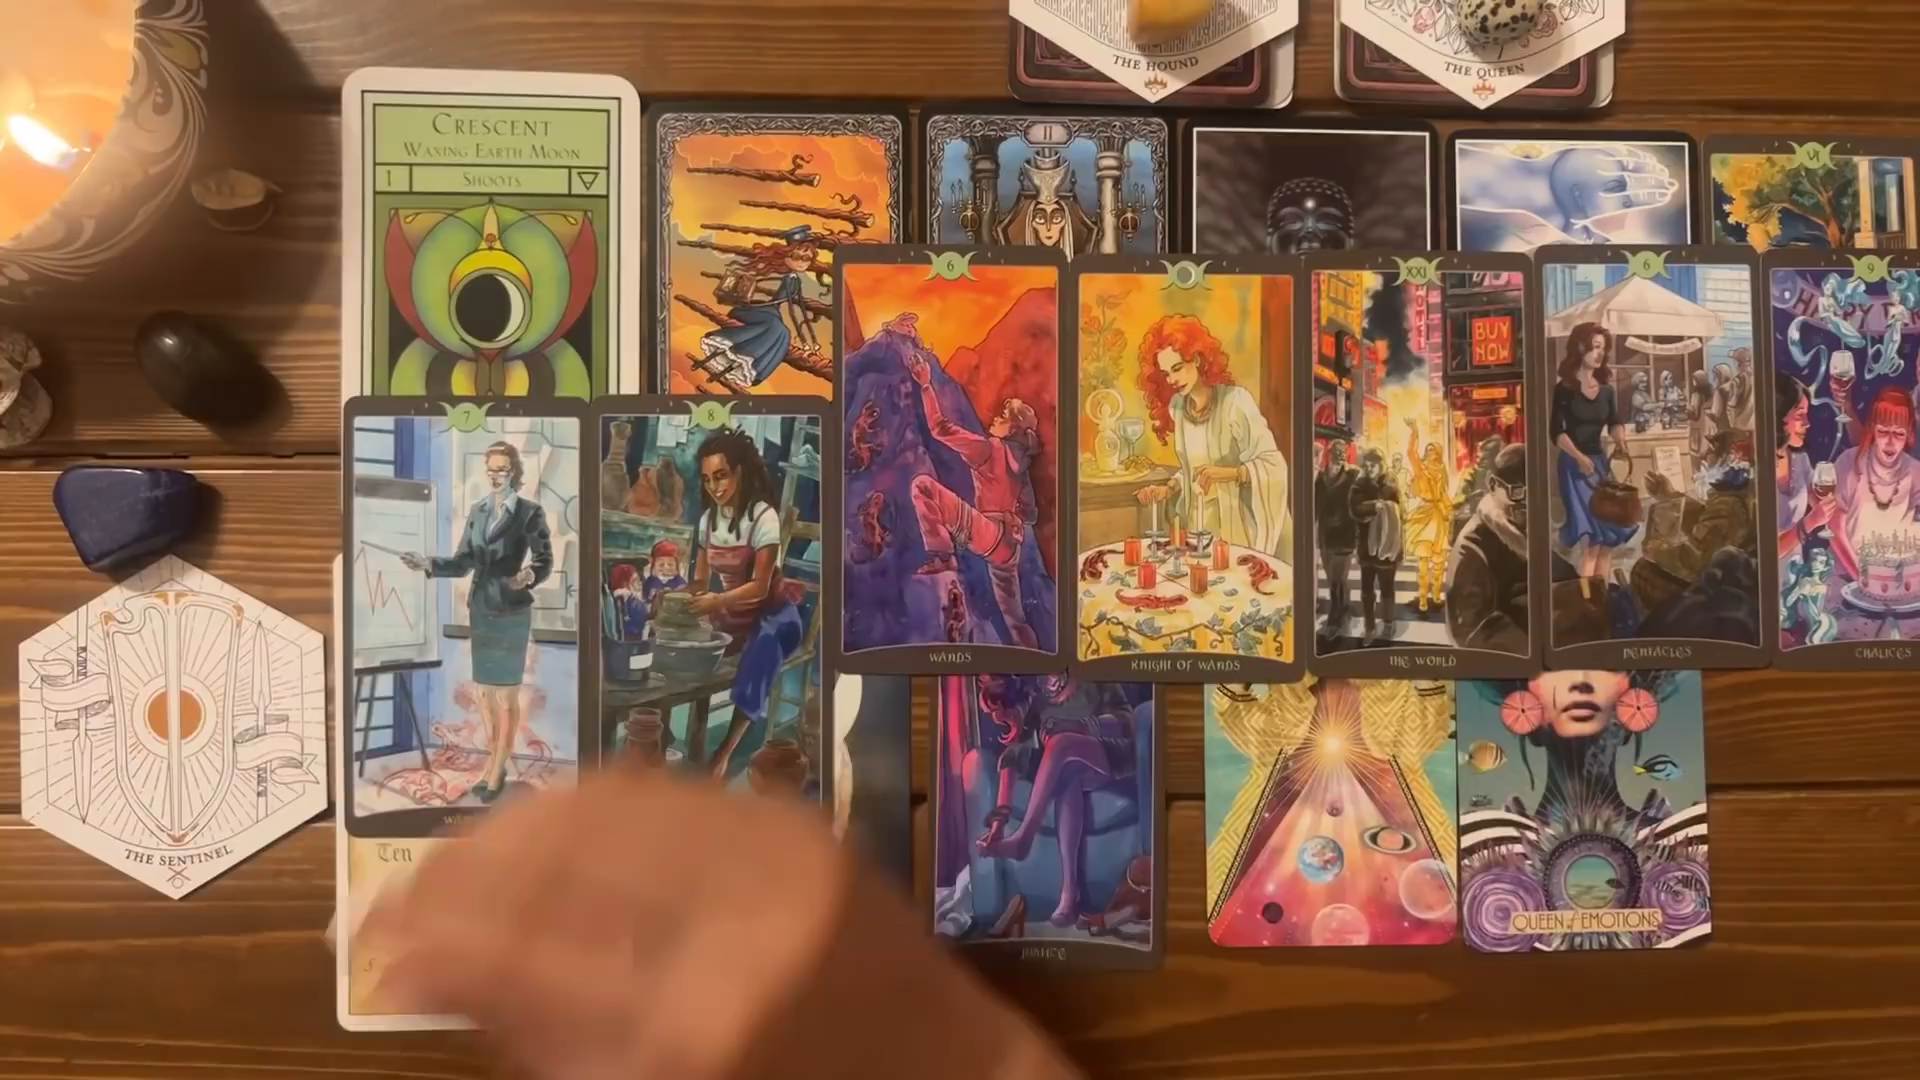 THE HOUND
THE QUEEN
CRESCENT
WAXING EARTH MOON
1 SHOOTS
II
VI
7
8
6
XXI
6
9
BUY
NOW
WANDS
KNIGHT OF WANDS
THE WORLD
PENTACLES
CHALICES
THE SENTINEL
Ten
JUSTICE
QUEEN of EMOTIONS